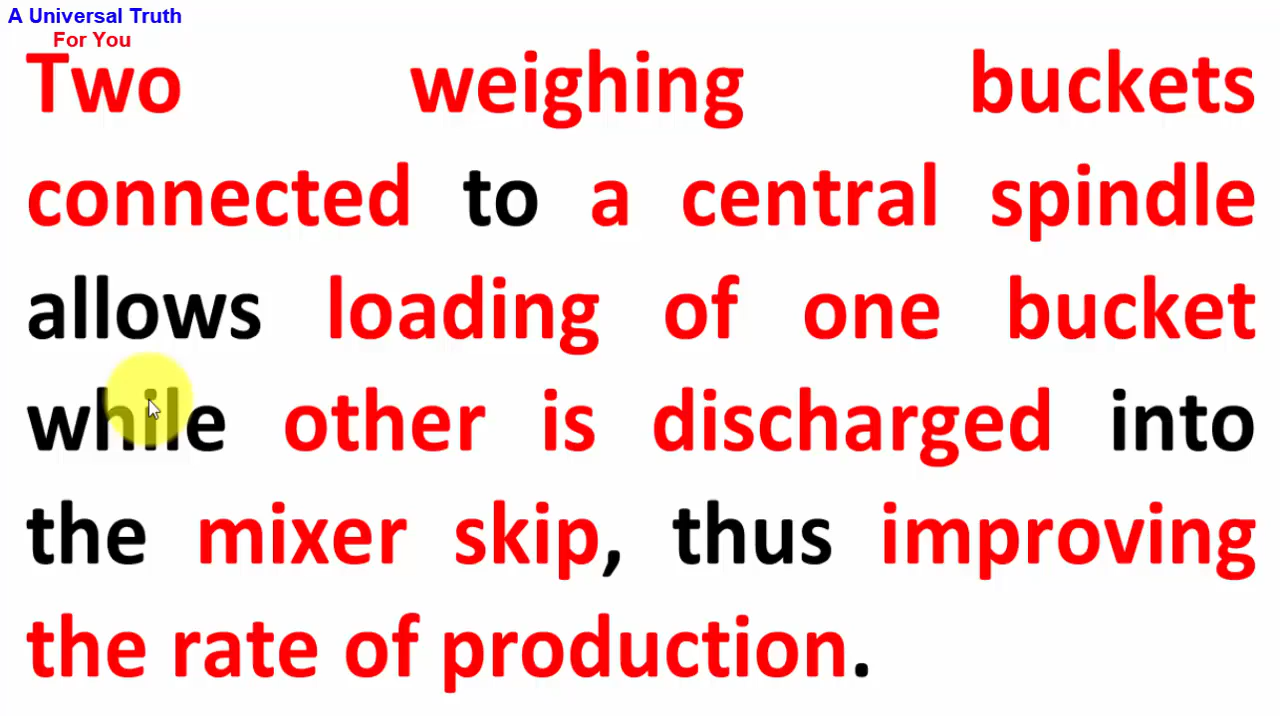 A Universal Truth
For You
Two weighing buckets
connected to a central spindle
allows loading of one bucket
while other is discharged into
the mixer skip, thus improving
the rate of production.